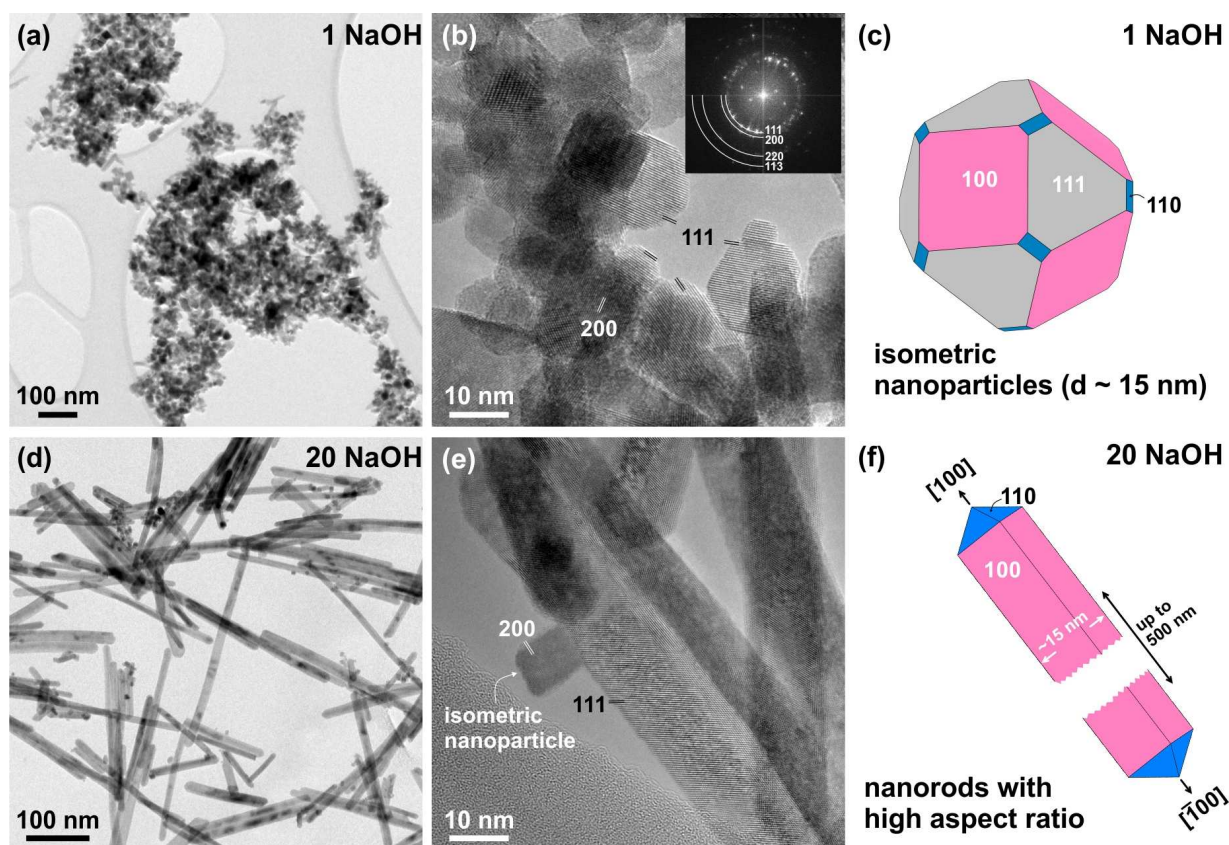 (a)
1 NaOH
100 nm
(b)
111
200
220
113
111
200
10 nm
(c)
1 NaOH
100
111
110
isometric
nanoparticles (d ~ 15 nm)
(d)
20 NaOH
100 nm
(e)
200
111
isometric
nanoparticle
10 nm
(f)
20 NaOH
[100]
110
100
~15 nm
up to
500 nm
nanorods with
high aspect ratio
[1̄00]